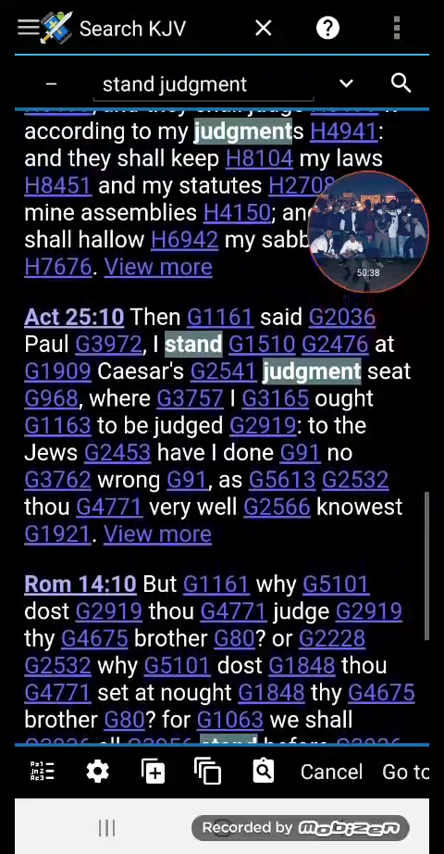 Search KJV
stand judgment
according to my judgments H4941:
and they shall keep H8104 my laws
H8451 and my statutes H2708
mine assemblies H4150; and
shall hallow H6942 my sabb
H7676. View more
50:38
Act 25:10 Then G1161 said G2036
Paul G3972, I stand G1510 G2476 at
G1909 Caesar's G2541 judgment seat
G968, where G3757 I G3165 ought
G1163 to be judged G2919: to the
Jews G2453 have I done G91 no
G3762 wrong G91, as G5613 G2532
thou G4771 very well G2566 knowest
G1921. View more
Rom 14:10 But G1161 why G5101
dost G2919 thou G4771 judge G2919
thy G4675 brother G80? or G2228
G2532 why G5101 dost G1848 thou
G4771 set at nought G1848 thy G4675
brother G80? for G1063 we shall
Cancel Go to
Recorded by Mobizen